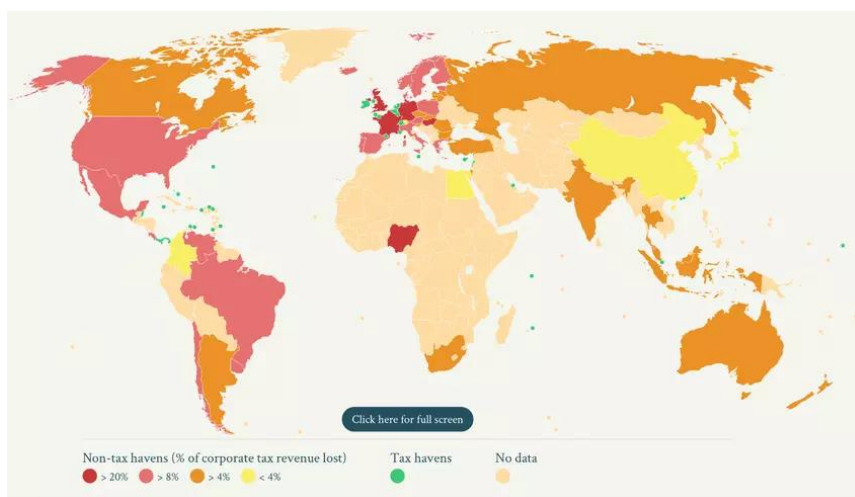 Click here for full screen
Non-tax havens (% of corporate tax revenue lost) Tax havens No data
> 20% > 8% > 4% < 4%